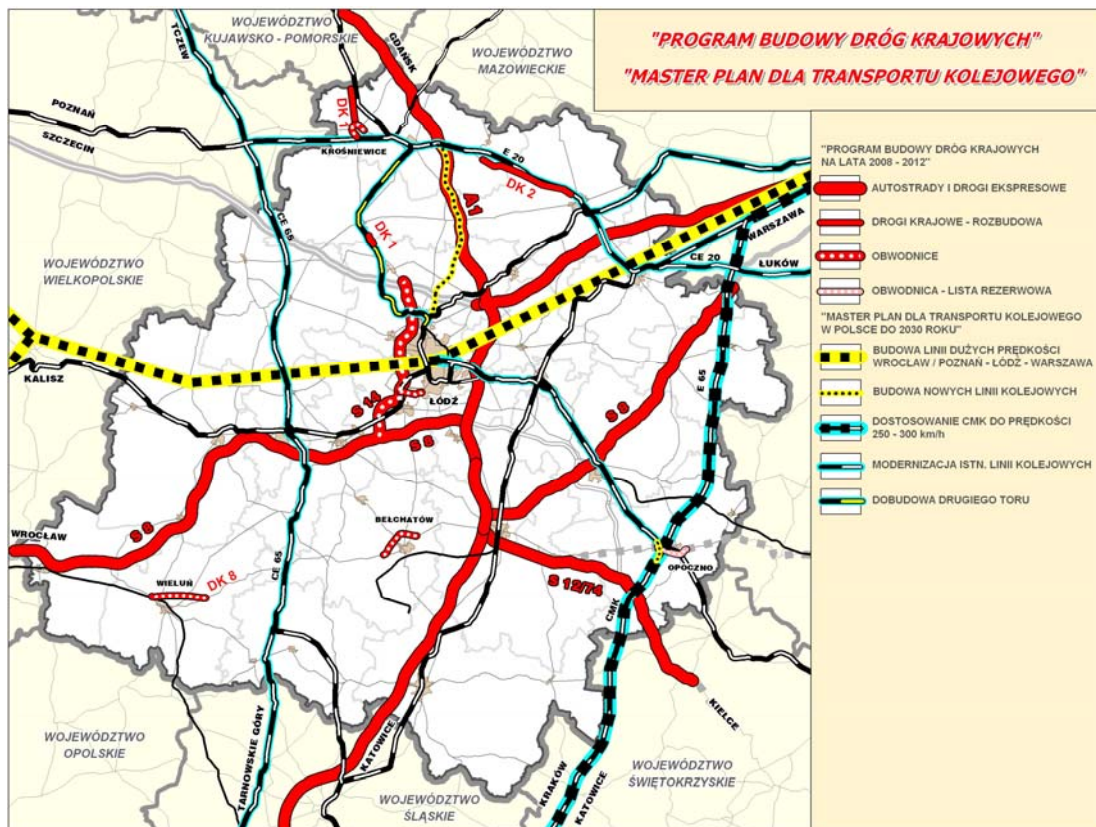 "PROGRAM BUDOWY DRÓG KRAJOWYCH"
"MASTER PLAN DLA TRANSPORTU KOLEJOWEGO"
WOJEWÓDZTWO
KUJAWSKO - POMORSKIE
WOJEWÓDZTWO
MAZOWIECKIE
TCZEW
GDAŃSK
POZNAŃ
SZCZECIN
DK 1
KROŚNIEWICE
E 20
DK 2
A1
CE 65
DK 1
WARSZAWA
CE 20
ŁUKÓW
WOJEWÓDZTWO
WIELKOPOLSKIE
KALISZ
ŁÓDŹ
S 14
S 8
S 8
E 65
S 8
WROCŁAW
BEŁCHATÓW
WIELUŃ
DK 8
CE 65
OPOCZNO
S 12/74
CMK
KIELCE
WOJEWÓDZTWO
OPOLSKIE
TARNOWSKIE GÓRY
KATOWICE
WOJEWÓDZTWO
ŚLĄSKIE
KRAKÓW
KATOWICE
WOJEWÓDZTWO
ŚWIĘTOKRZYSKIE
"PROGRAM BUDOWY DRÓG KRAJOWYCH
NA LATA 2008 - 2012"
AUTOSTRADY I DROGI EKSPRESOWE
DROGI KRAJOWE - ROZBUDOWA
OBWODNICE
OBWODNICA - LISTA REZERWOWA
"MASTER PLAN DLA TRANSPORTU KOLEJOWEGO
W POLSCE DO 2030 ROKU"
BUDOWA LINII DUŻYCH PRĘDKOŚCI
WROCŁAW / POZNAŃ - ŁÓDŹ - WARSZAWA
BUDOWA NOWYCH LINII KOLEJOWYCH
DOSTOSOWANIE CMK DO PRĘDKOŚCI
250 - 300 km/h
MODERNIZACJA ISTN. LINII KOLEJOWYCH
DOBUDOWA DRUGIEGO TORU